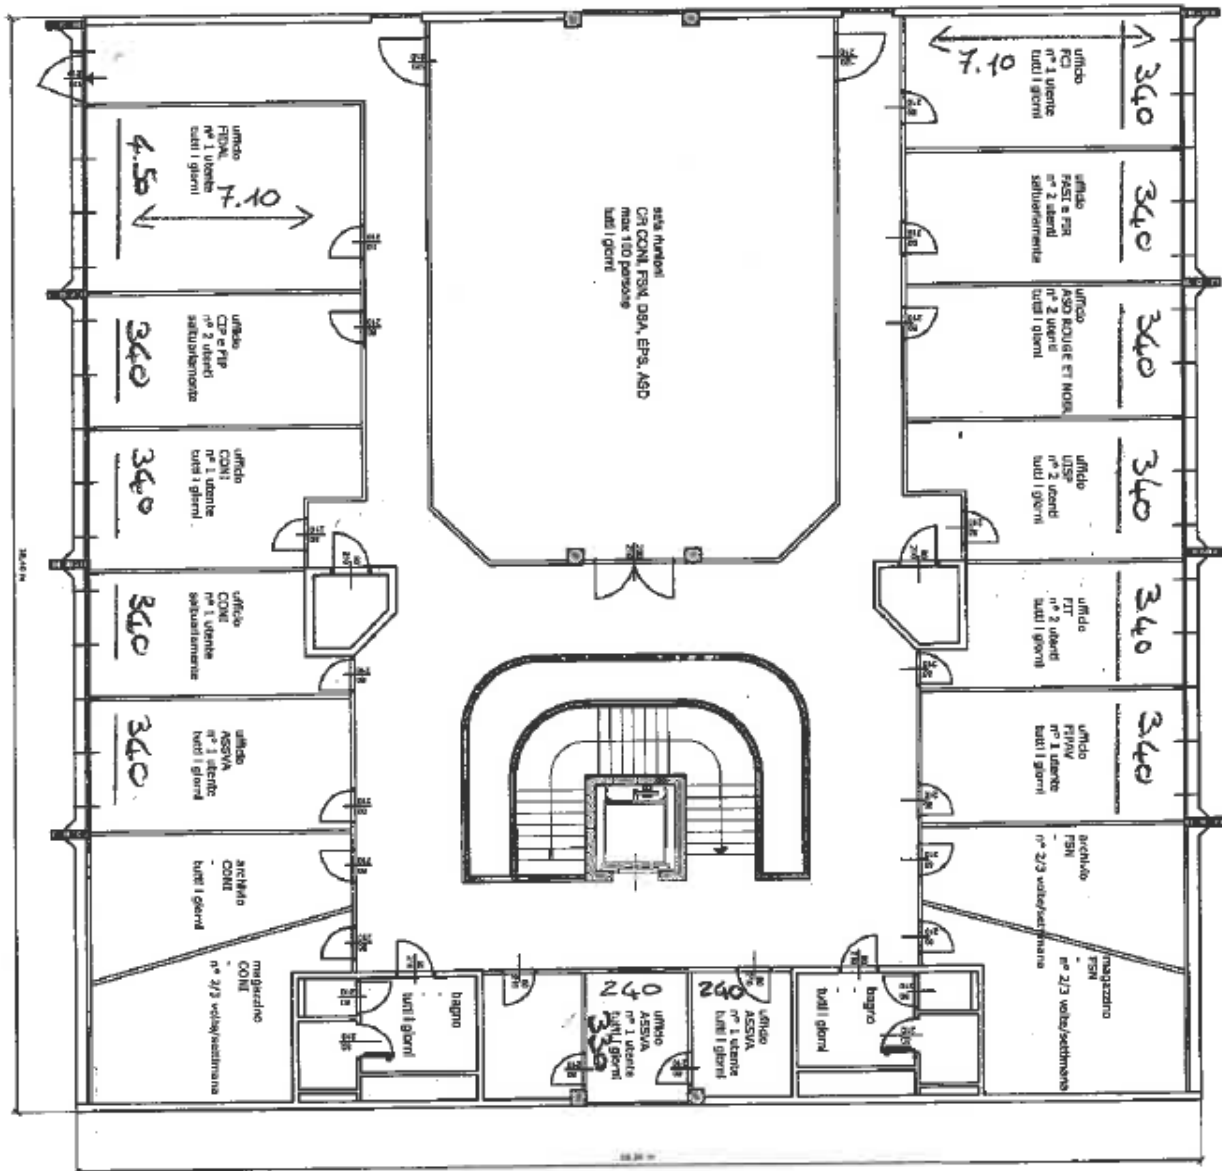 ufficio
FCI
n° 1 utente
tutti i giorni
7.10
340
ufficio
FASI e FSR
n° 2 utenti
saltuariamente
340
ufficio
ASD ROUGE ET NOIR
n° 2 utenti
tutti i giorni
340
ufficio
UISP
n° 2 utenti
tutti i giorni
340
ufficio
FIT
n° 2 utenti
tutti i giorni
340
ufficio
FIPAV
n° 1 utente
tutti i giorni
340
archivio
FSN
-
n° 2/3 volte/settimana
magazzino
FSN
-
n° 2/3 volte/settimana
sala riunioni
CR CONI, FSN, DSA, EPS, ASD
max 100 persone
tutti i giorni
ufficio
FIDAL
n° 1 utente
tutti i giorni
7.10
4.50
ufficio
CIP e FIP
n° 2 utenti
saltuariamente
340
ufficio
CONI
n° 1 utente
tutti i giorni
340
ufficio
CONI
n° 1 utente
saltuariamente
340
ufficio
ASSVA
n° 1 utente
tutti i giorni
340
archivio
CONI
-
tutti i giorni
magazzino
CONI
-
n° 2/3 volte/settimana
bagno
-
tutti i giorni
240
ufficio
ASSVA
n° 1 utente
tutti i giorni
330
240
ufficio
ASSVA
n° 1 utente
tutti i giorni
bagno
-
tutti i giorni